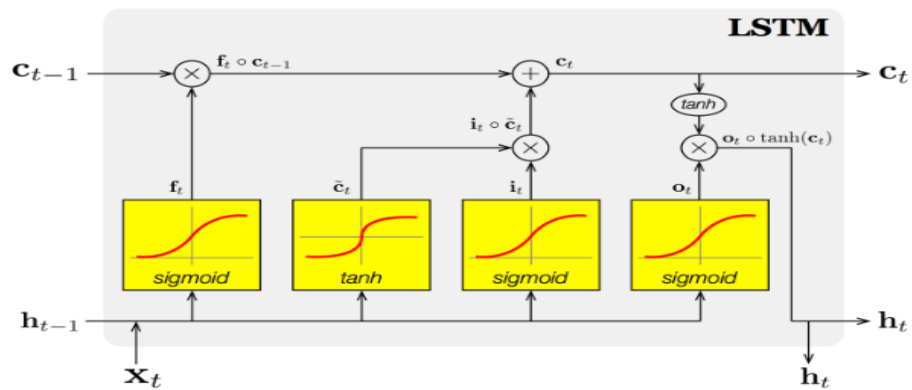 LSTM
c_{t−1} f_t ∘ c_{t−1} c_t c_t
tanh
i_t ∘ c̃_t o_t ∘ tanh(c_t)
f_t c̃_t i_t o_t
sigmoid tanh sigmoid sigmoid
h_{t−1} h_t
x_t h_t